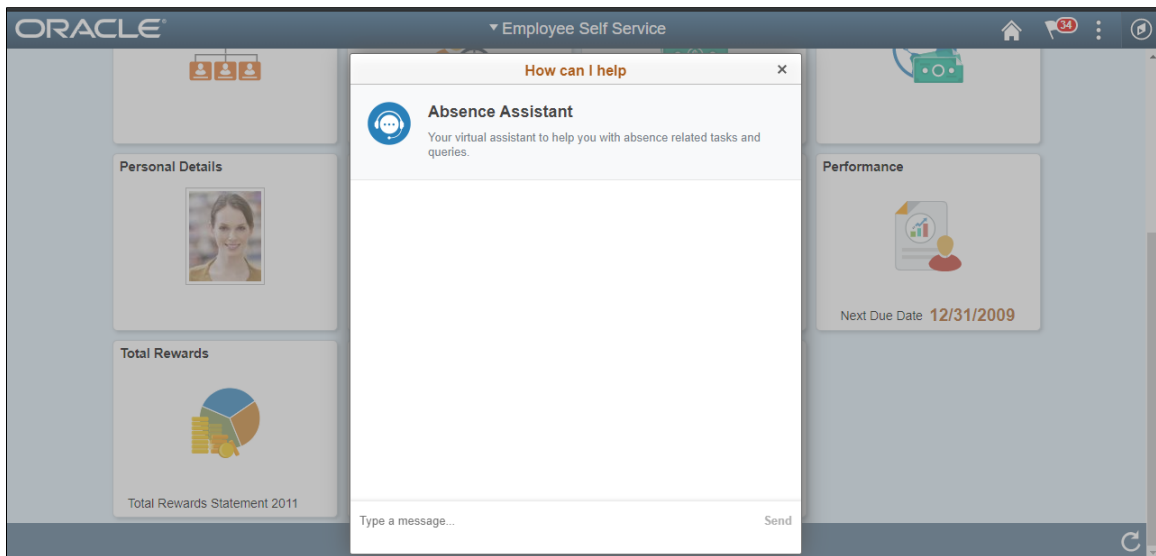 ORACLE
Employee Self Service
34
How can I help
Absence Assistant
Your virtual assistant to help you with absence related tasks and
queries.
Personal Details
Performance
Next Due Date 12/31/2009
Total Rewards
Total Rewards Statement 2011
Type a message...
Send